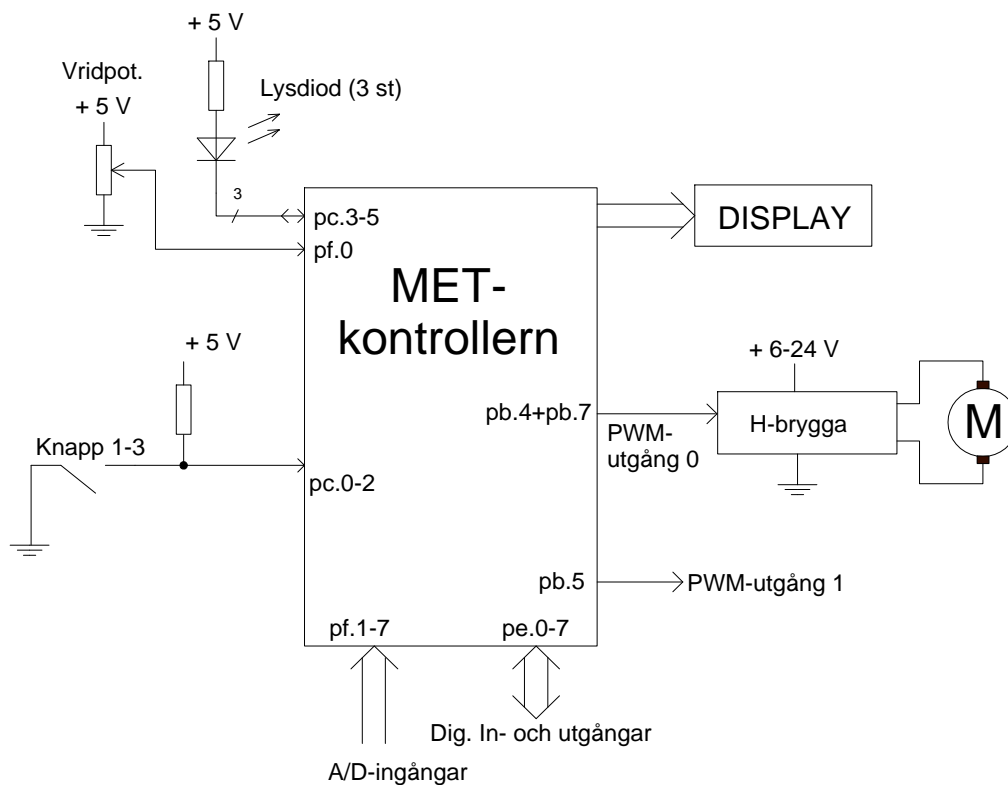 + 5 V
Vridpot.
+ 5 V
Lysdiod (3 st)
3
pc.3-5
pf.0
DISPLAY
MET-
kontrollern
+ 5 V
+ 6-24 V
pb.4+pb.7
PWM-
utgång 0
H-brygga
M
Knapp 1-3
pc.0-2
pb.5
PWM-utgång 1
pf.1-7
pe.0-7
Dig. In- och utgångar
A/D-ingångar